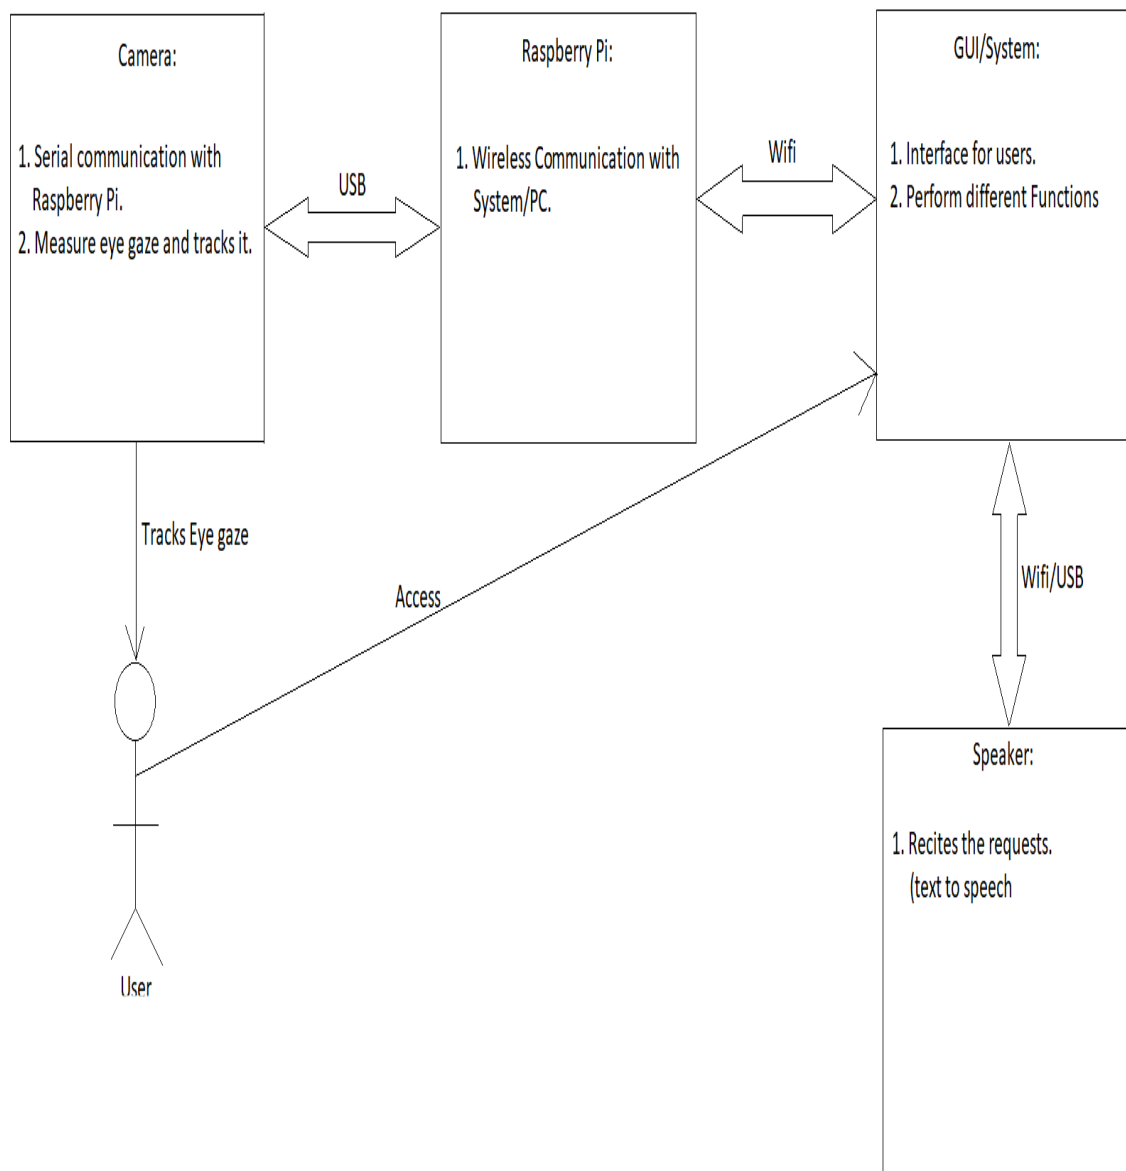 Camera:
1. Serial communication with
Raspberry Pi.
2. Measure eye gaze and tracks it.
USB
Raspberry Pi:
1. Wireless Communication with
System/PC.
Wifi
GUI/System:
1. Interface for users.
2. Perform different Functions
Tracks Eye gaze
Access
Wifi/USB
Speaker:
1. Recites the requests.
(text to speech
User